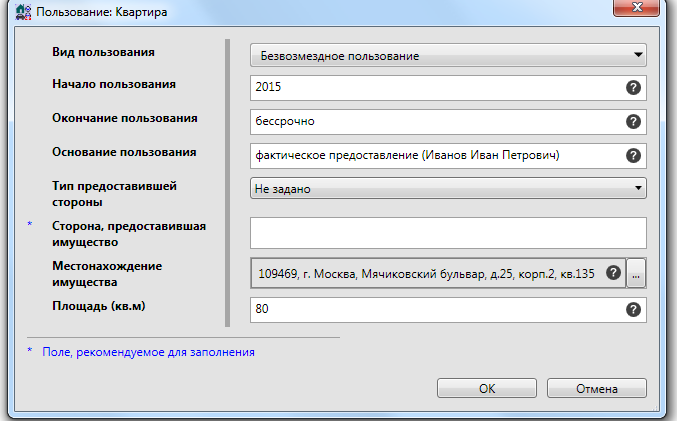 Пользование: Квартира
Вид пользования
Безвозмездное пользование
Начало пользования
2015
?
Окончание пользования
бессрочно
?
Основание пользования
фактическое предоставление (Иванов Иван Петрович)
?
Тип предоставившей
стороны
Не задано
* Сторона, предоставившая
имущество
Местонахождение
имущества
109469, г. Москва, Мячиковский бульвар, д.25, корп.2, кв.135
?
...
Площадь (кв.м)
80
?
* Поле, рекомендуемое для заполнения
OK
Отмена